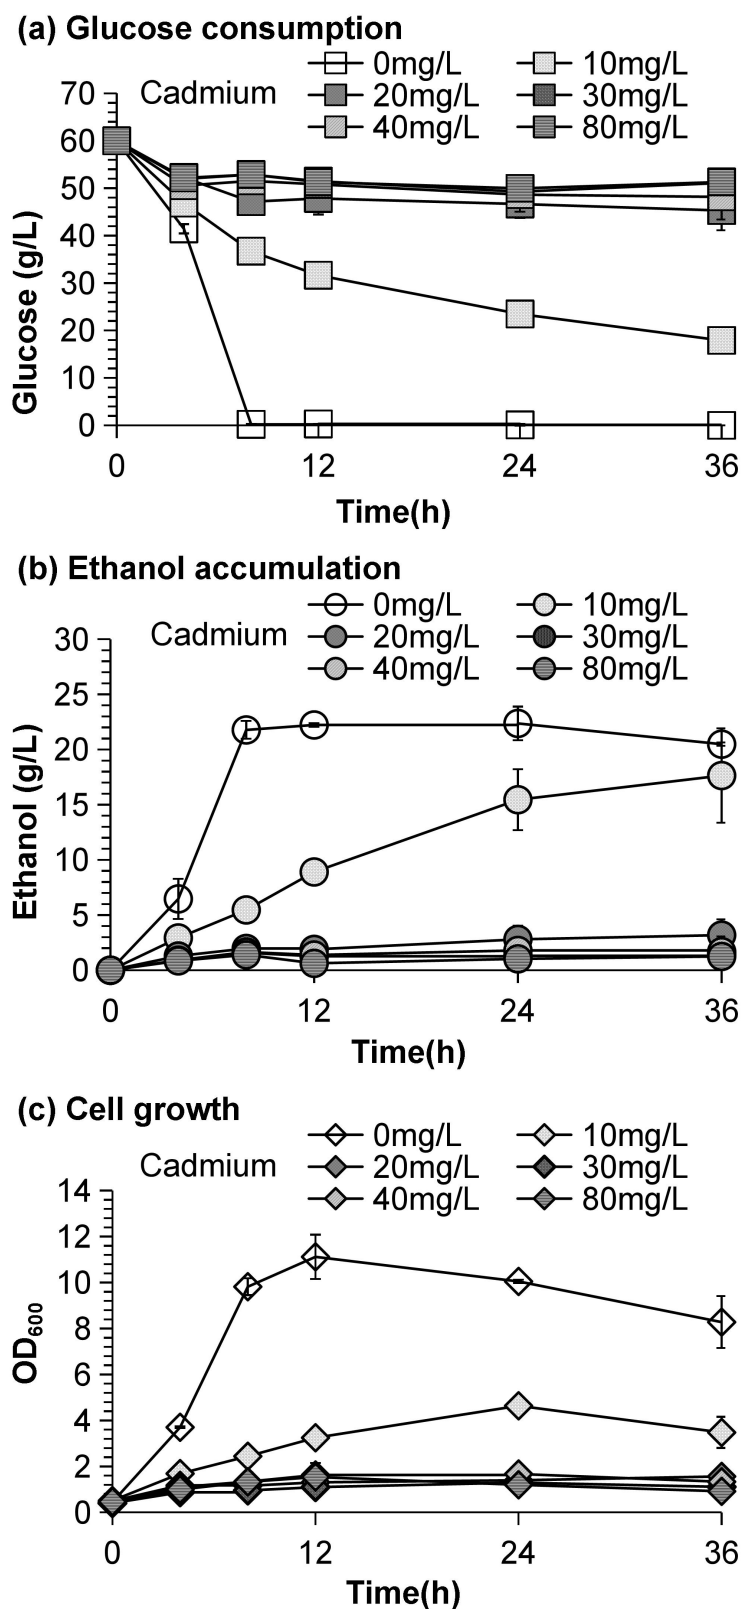 (a) Glucose consumption
Cadmium
0mg/L 10mg/L
20mg/L 30mg/L
40mg/L 80mg/L
70
60
50
40
30
20
10
0
Glucose (g/L)
0 12 24 36
Time(h)
(b) Ethanol accumulation
Cadmium
0mg/L 10mg/L
20mg/L 30mg/L
40mg/L 80mg/L
30
25
20
15
10
5
0
Ethanol (g/L)
0 12 24 36
Time(h)
(c) Cell growth
Cadmium
0mg/L 10mg/L
20mg/L 30mg/L
40mg/L 80mg/L
14
12
10
8
6
4
2
0
OD600
0 12 24 36
Time(h)